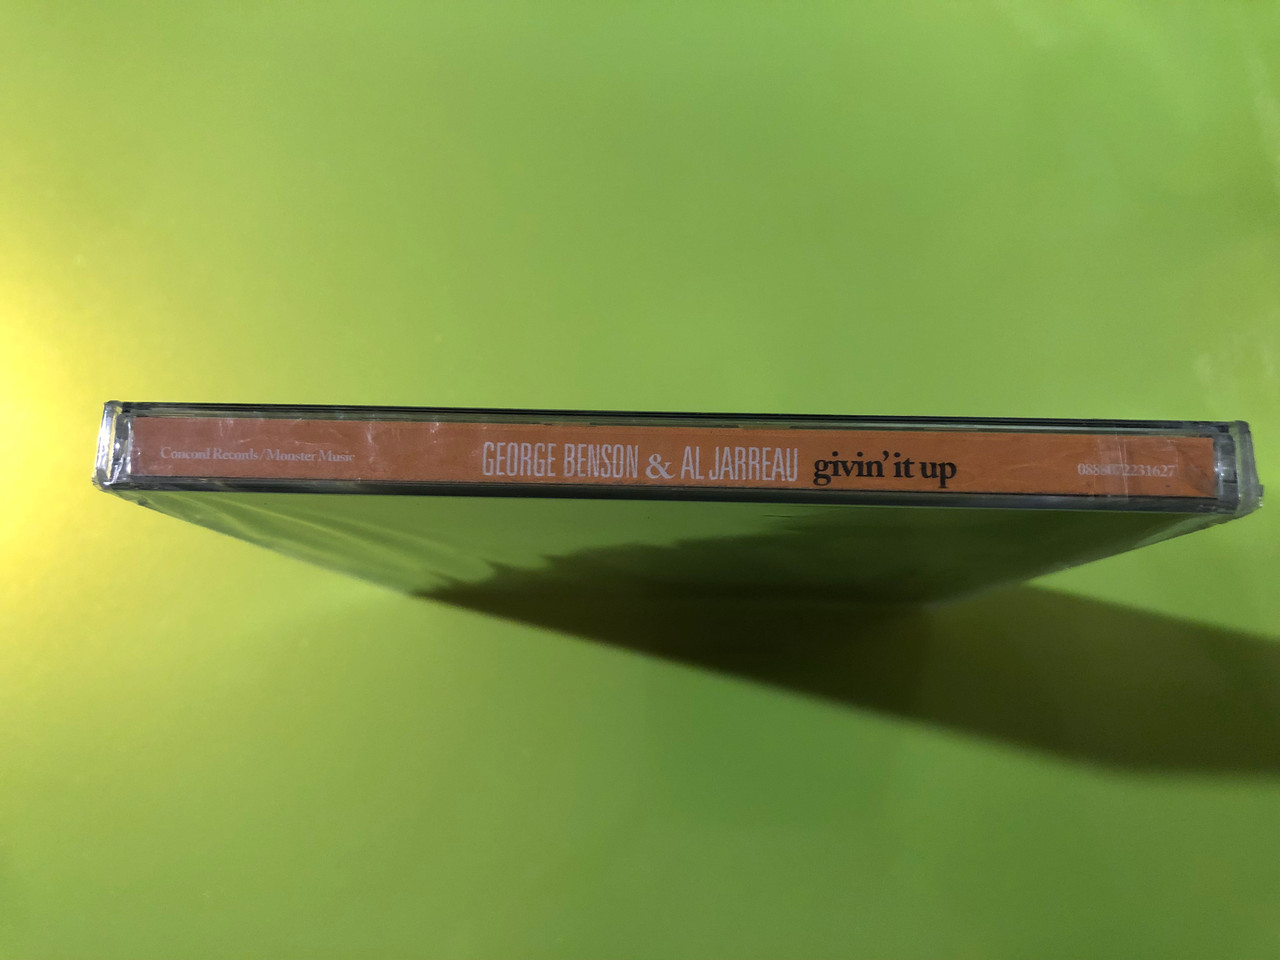 Concord Records/Monster Music GEORGE BENSON & AL JARREAU givin' it up 0888072231627